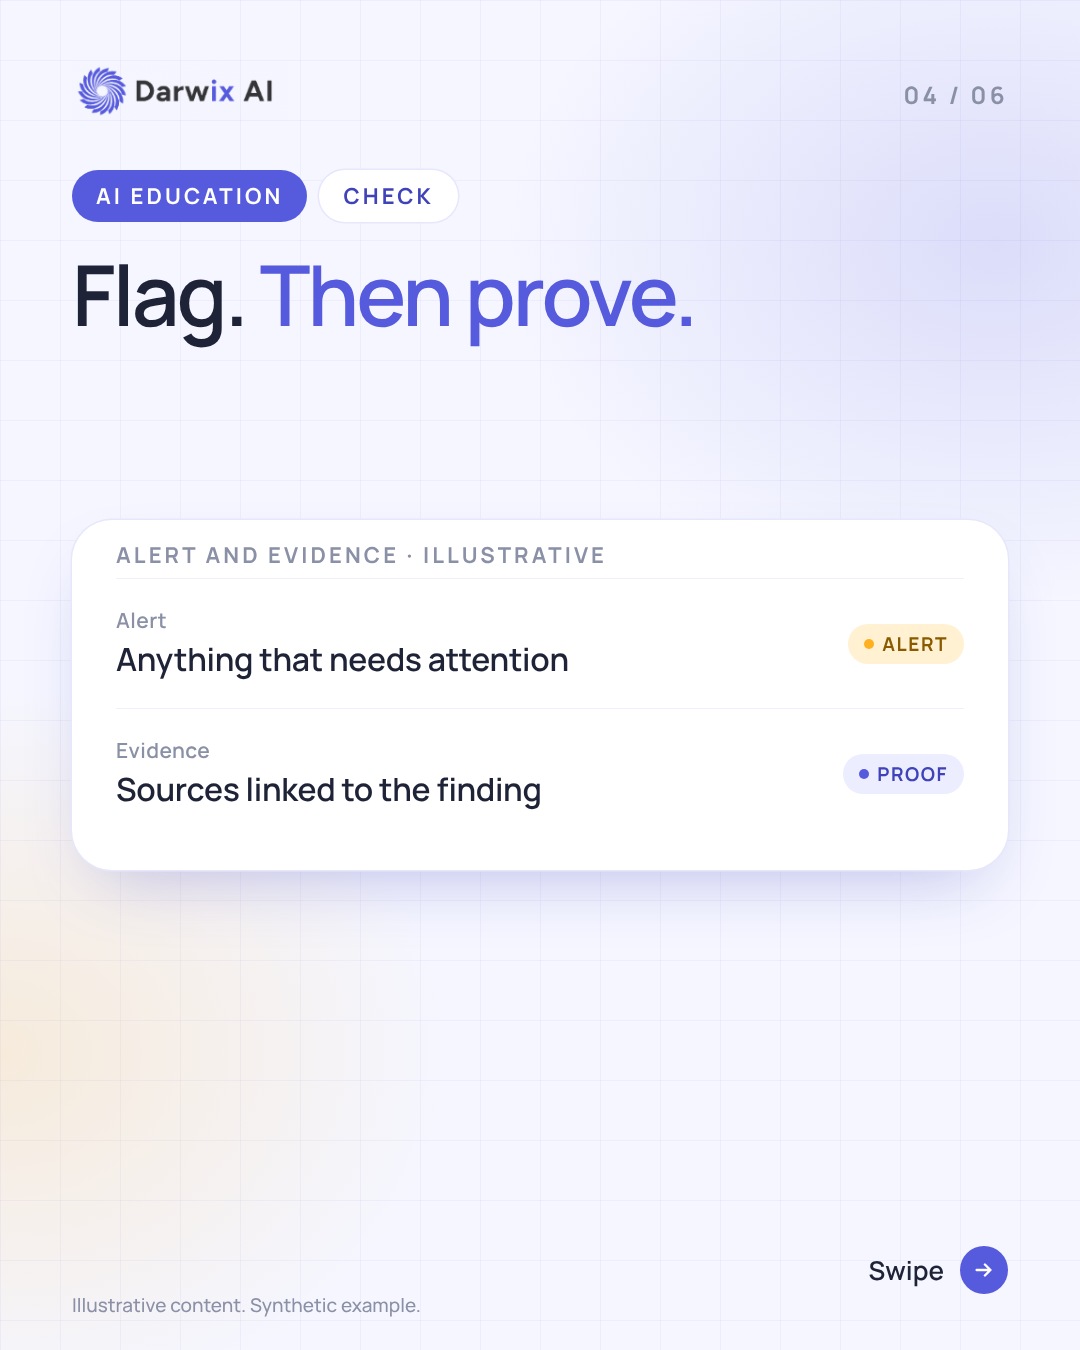 Darwix AI
04 / 06
AI EDUCATION
CHECK
Flag. Then prove.
ALERT AND EVIDENCE · ILLUSTRATIVE
Alert
Anything that needs attention
ALERT
Evidence
Sources linked to the finding
PROOF
Swipe
Illustrative content. Synthetic example.